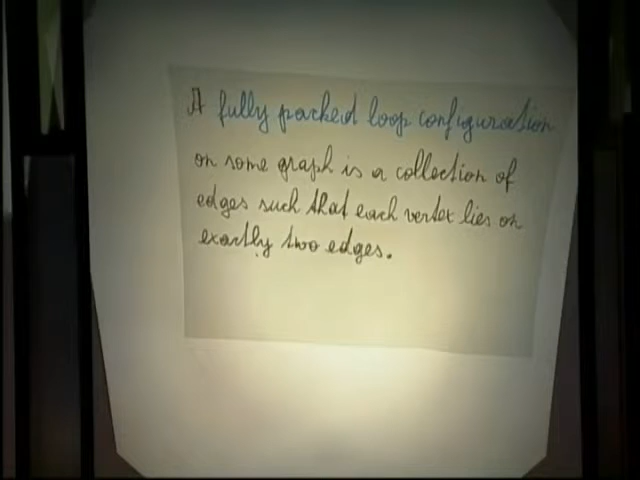 A fully packed loop configuration
on some graph is a collection of
edges such that each vertex lies on
exactly two edges.